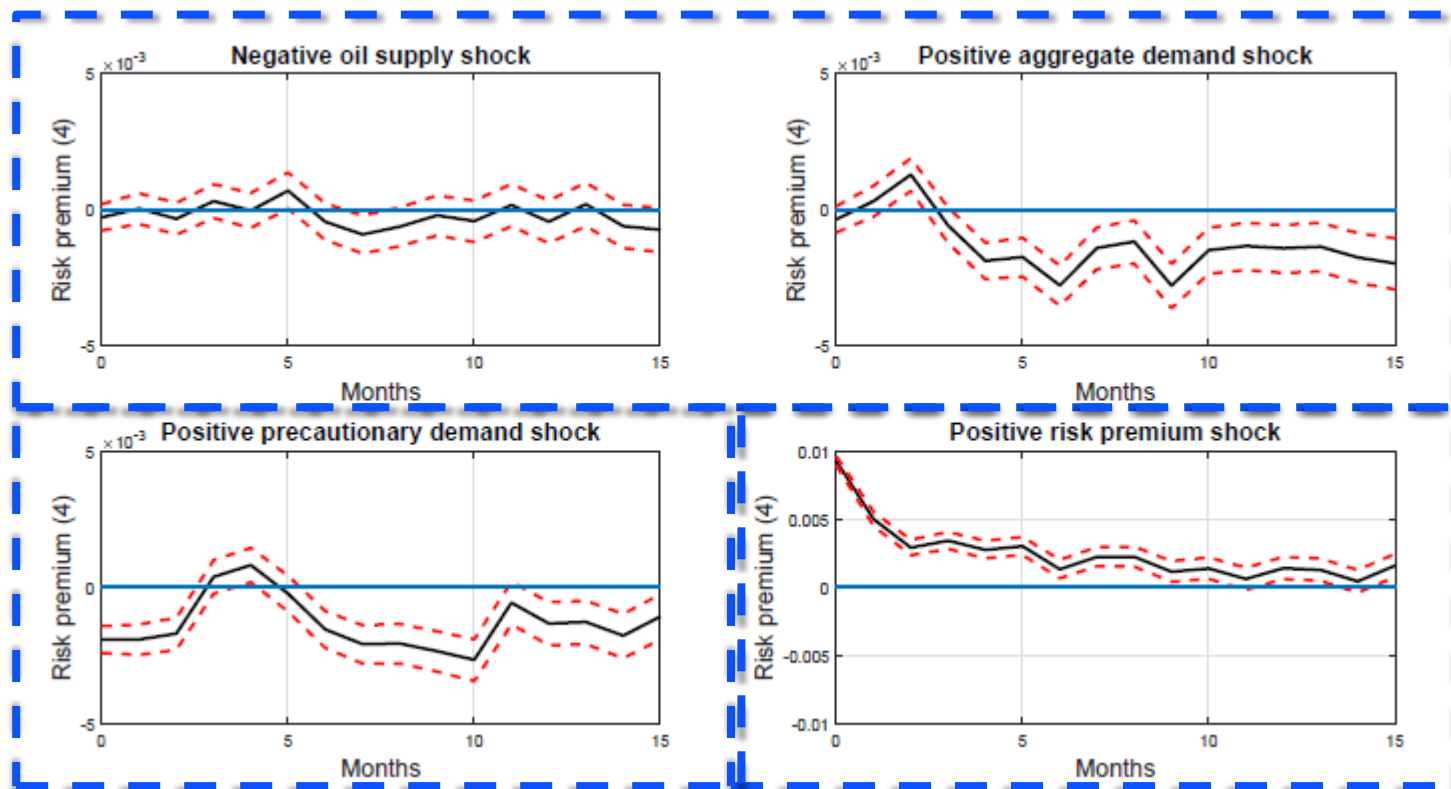 Negative oil supply shock
×10⁻³
5
0
-5
Risk premium (4)
0 5 10 15
Months
Positive aggregate demand shock
×10⁻³
5
0
-5
Risk premium (4)
0 5 10 15
Months
Positive precautionary demand shock
×10⁻³
5
0
-5
Risk premium (4)
0 5 10 15
Months
Positive risk premium shock
0.01
0.005
0
-0.005
-0.01
Risk premium (4)
0 5 10 15
Months